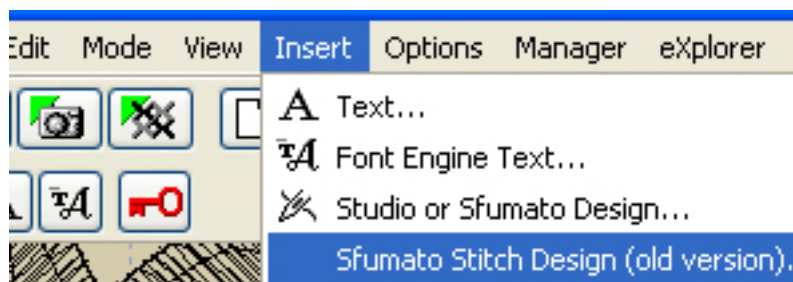 Edit Mode View Insert Options Manager eXplorer
A Text...
TA Font Engine Text...
Studio or Sfumato Design...
Sfumato Stitch Design (old version).